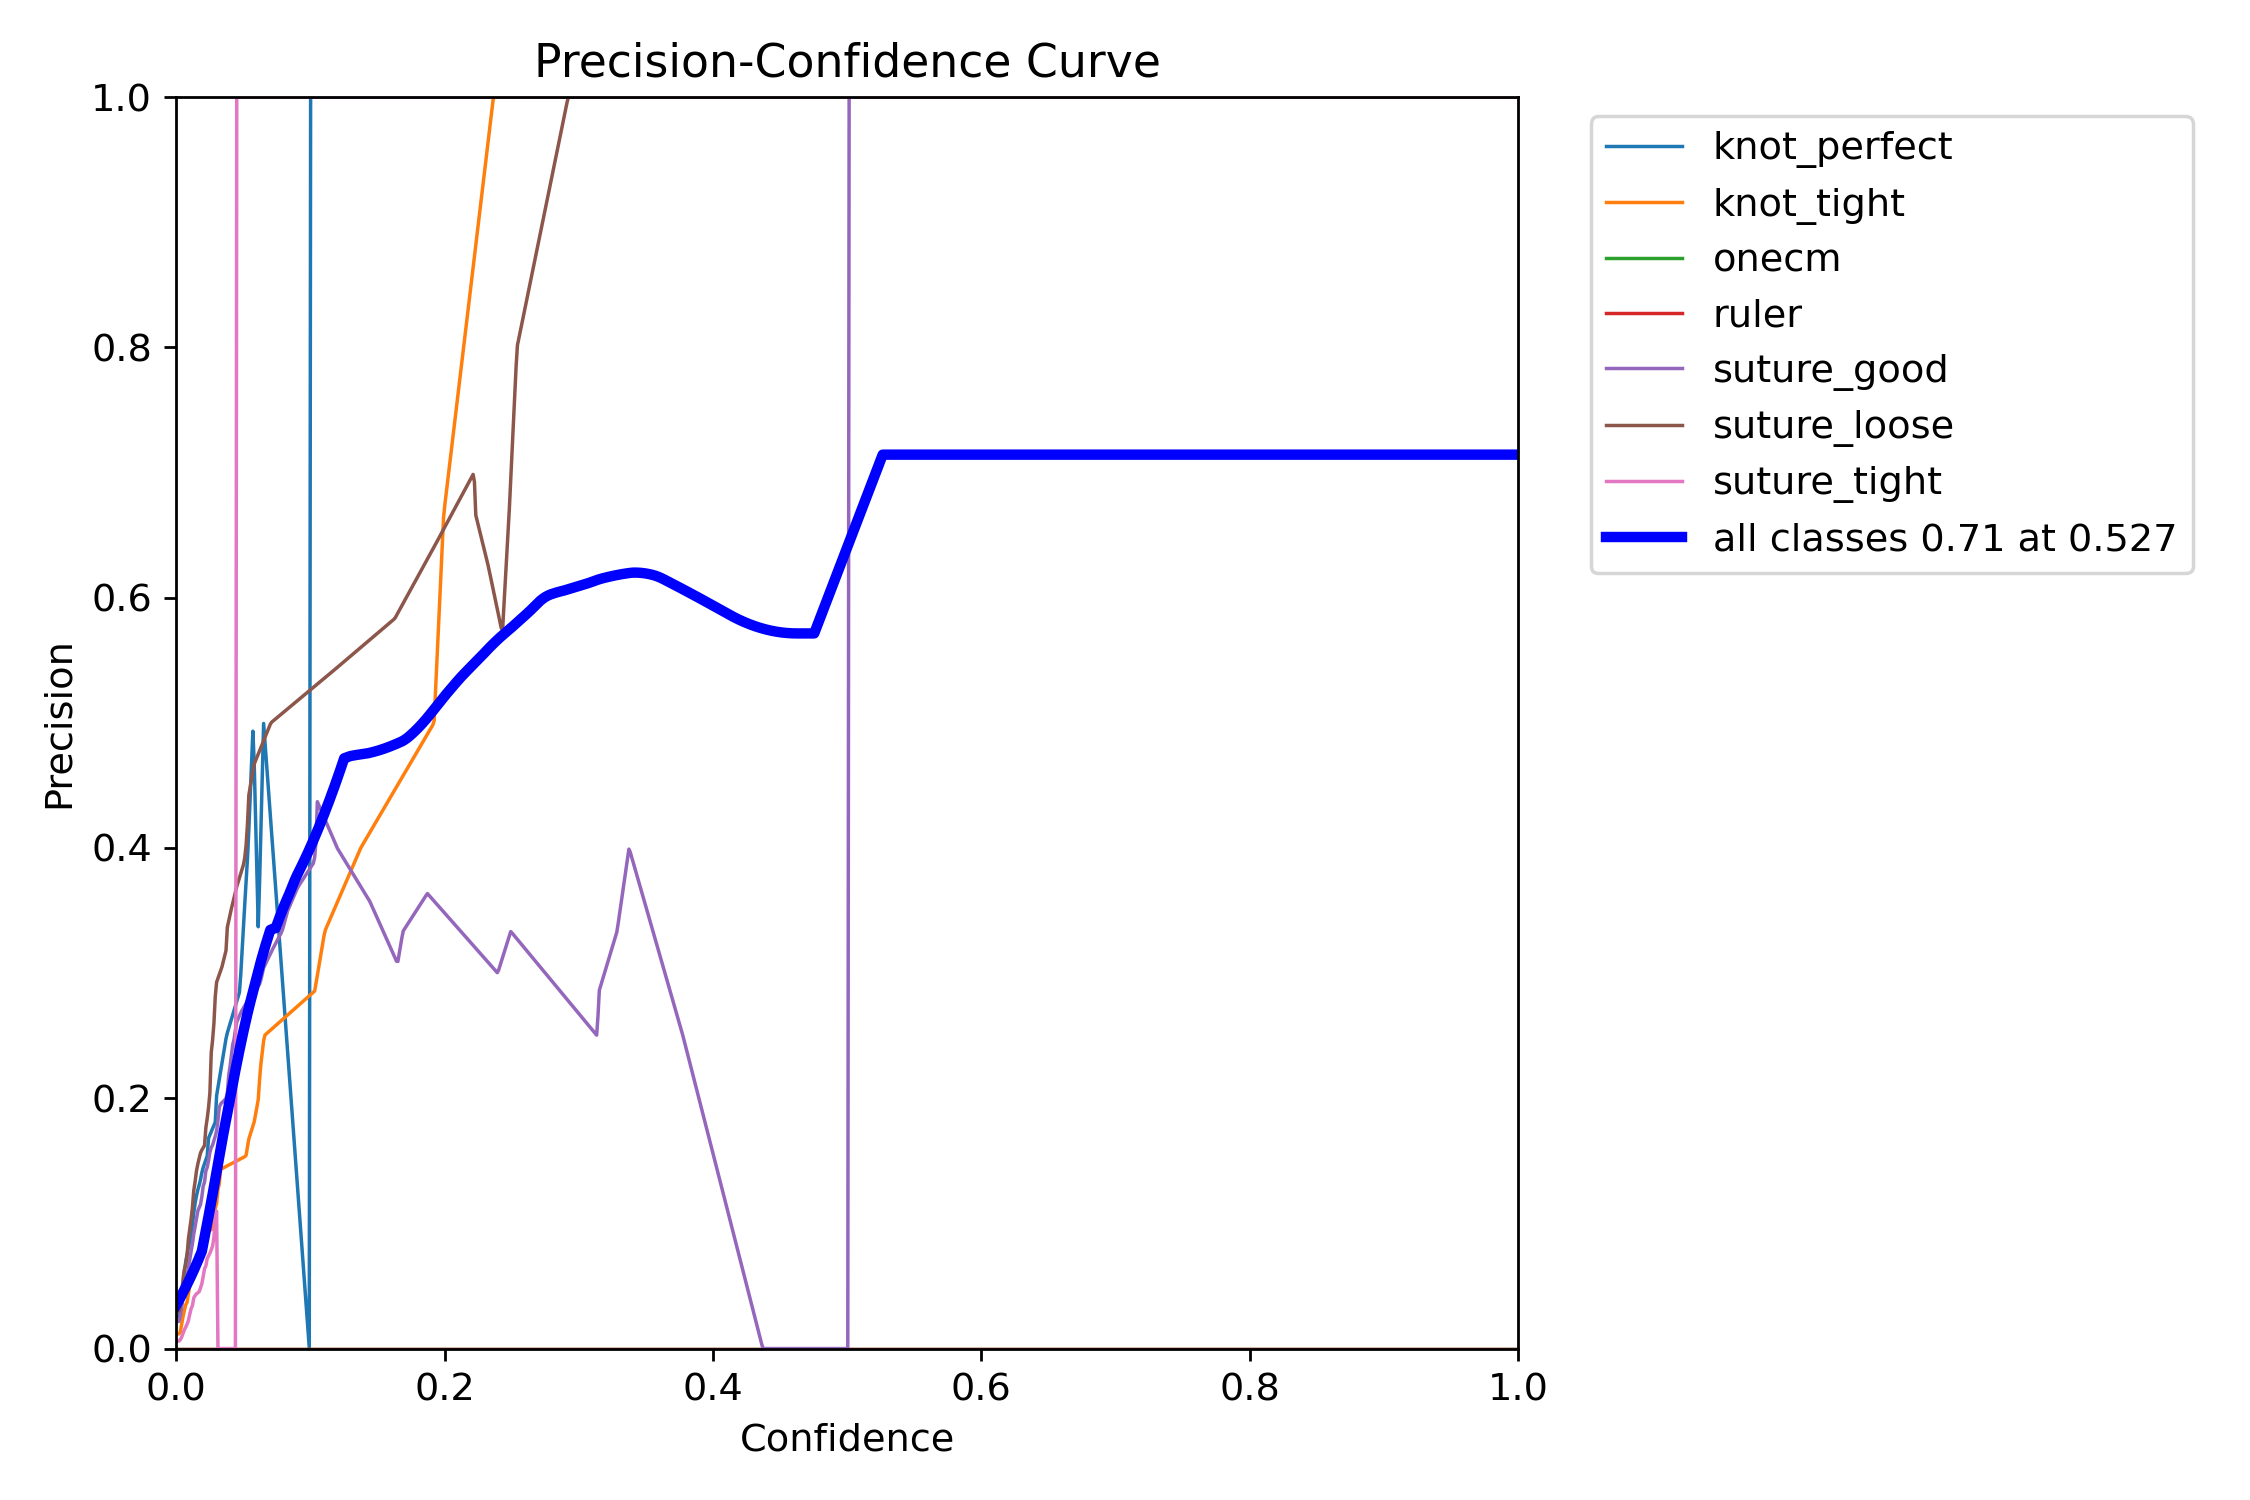 Precision-Confidence Curve
1.0
0.8
0.6
0.4
0.2
0.0
Precision
0.0 0.2 0.4 0.6 0.8 1.0
Confidence
knot_perfect
knot_tight
onecm
ruler
suture_good
suture_loose
suture_tight
all classes 0.71 at 0.527